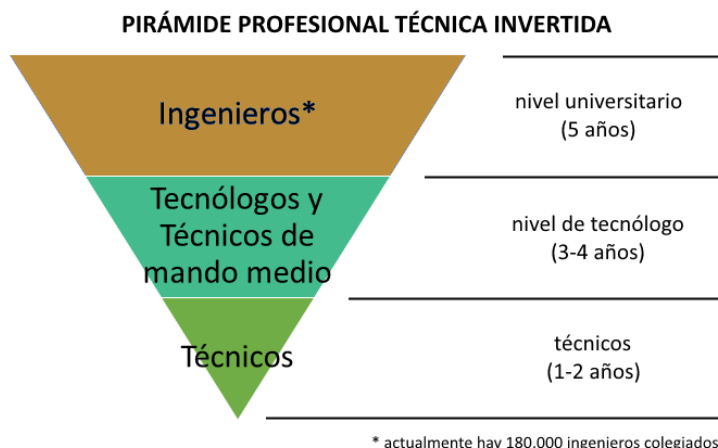 PIRÁMIDE PROFESIONAL TÉCNICA INVERTIDA
Ingenieros*
nivel universitario
(5 años)
Tecnólogos y
Técnicos de
mando medio
nivel de tecnólogo
(3-4 años)
Técnicos
técnicos
(1-2 años)
* actualmente hay 180,000 ingenieros colegiados